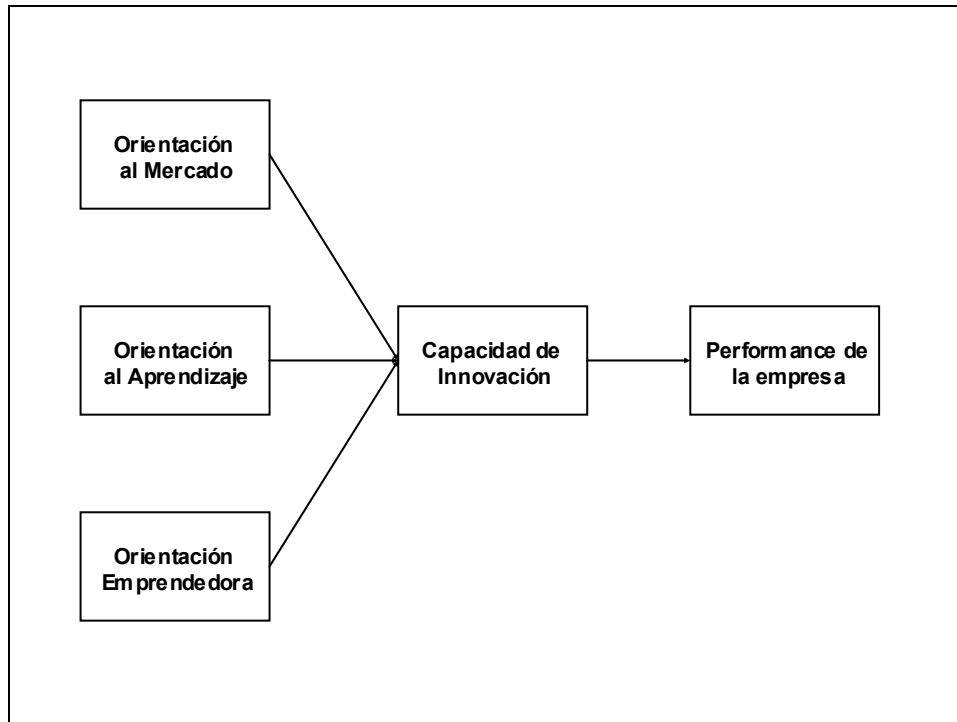 Orientación
al Mercado
Orientación
al Aprendizaje
Capacidad de
Innovación
Performance de
la empresa
Orientación
Emprendedora